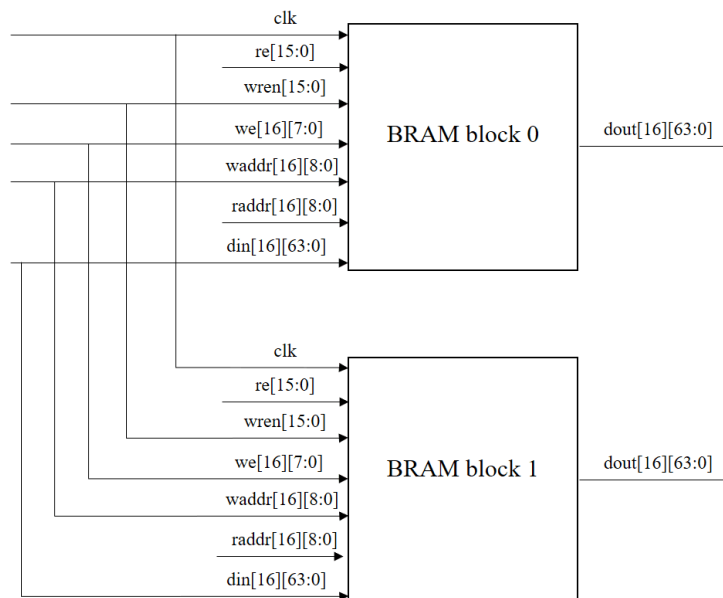 clk
re[15:0]
wren[15:0]
we[16][7:0]
waddr[16][8:0]
raddr[16][8:0]
din[16][63:0]
BRAM block 0
dout[16][63:0]
clk
re[15:0]
wren[15:0]
we[16][7:0]
waddr[16][8:0]
raddr[16][8:0]
din[16][63:0]
BRAM block 1
dout[16][63:0]